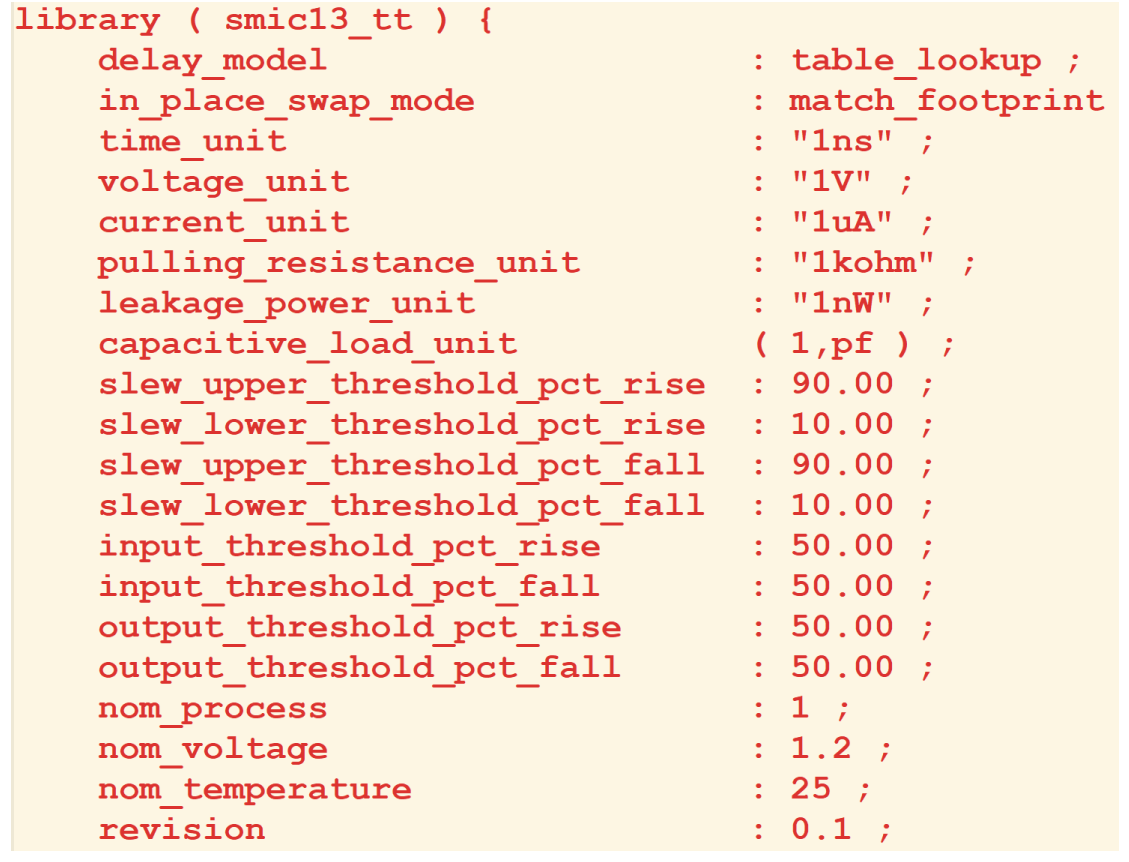 library ( smic13_tt ) {
delay_model : table_lookup ;
in_place_swap_mode : match_footprint
time_unit : "1ns" ;
voltage_unit : "1V" ;
current_unit : "1uA" ;
pulling_resistance_unit : "1kohm" ;
leakage_power_unit : "1nW" ;
capacitive_load_unit ( 1,pf ) ;
slew_upper_threshold_pct_rise : 90.00 ;
slew_lower_threshold_pct_rise : 10.00 ;
slew_upper_threshold_pct_fall : 90.00 ;
slew_lower_threshold_pct_fall : 10.00 ;
input_threshold_pct_rise : 50.00 ;
input_threshold_pct_fall : 50.00 ;
output_threshold_pct_rise : 50.00 ;
output_threshold_pct_fall : 50.00 ;
nom_process : 1 ;
nom_voltage : 1.2 ;
nom_temperature : 25 ;
revision : 0.1 ;